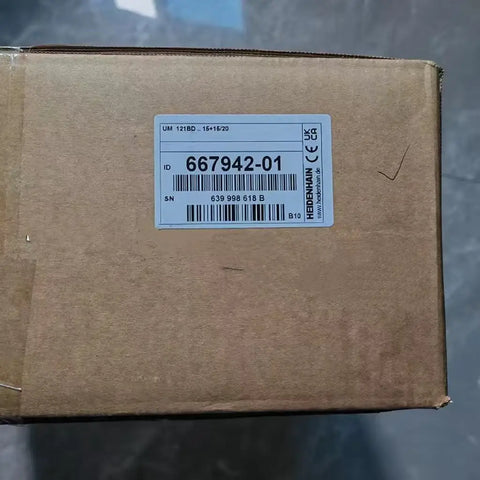 UM 121BD .. 15+15/20
ID 667942-01
SN 639 998 618 B
B10
HEIDENHAIN
www.heidenhain.de
CE UK CA